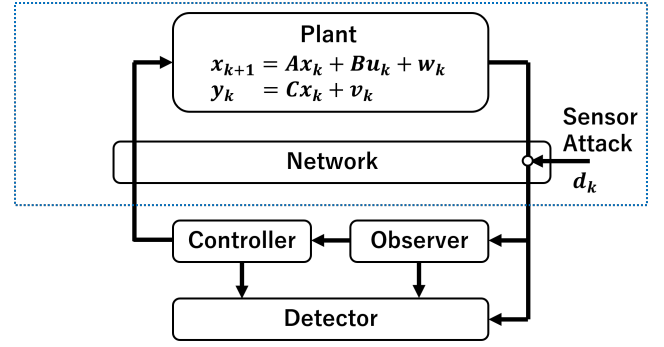 Plant
x_{k+1} = Ax_k + Bu_k + w_k
y_k = Cx_k + v_k
Sensor
Attack
Network
d_k
Controller
Observer
Detector